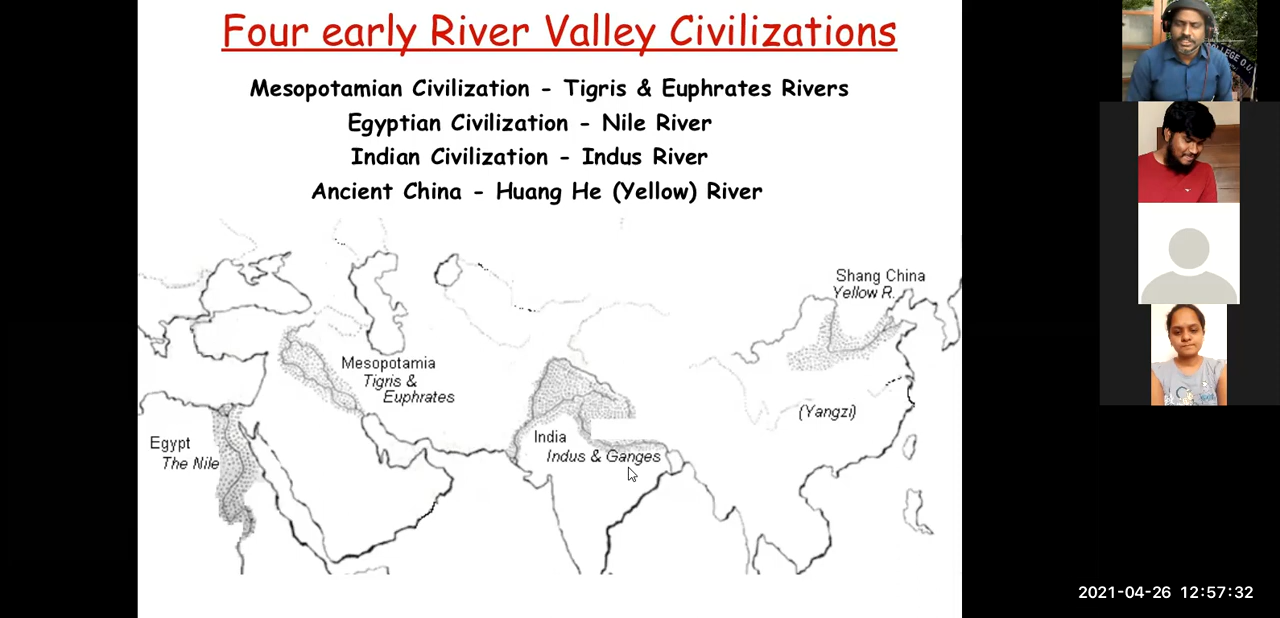 Four early River Valley Civilizations
Mesopotamian Civilization - Tigris & Euphrates Rivers
Egyptian Civilization - Nile River
Indian Civilization - Indus River
Ancient China - Huang He (Yellow) River
Shang China
Yellow R.
Mesopotamia
Tigris &
Euphrates
(Yangzi)
Egypt
The Nile
India
Indus & Ganges
COLLEGE O.U
2021-04-26 12:57:32